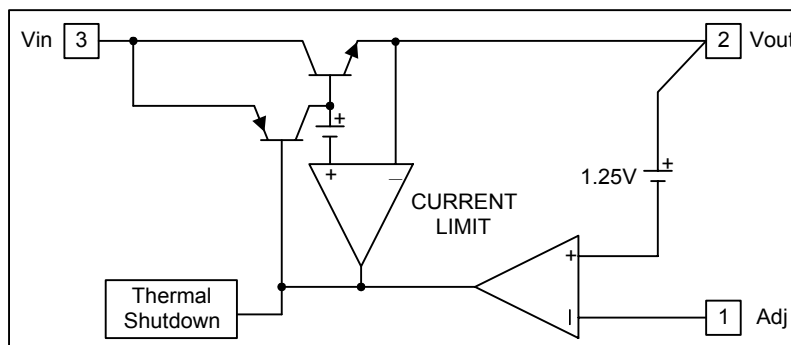 Vin 3
2 Vout
+
+ –
1.25V +
CURRENT
LIMIT
+
–
Thermal
Shutdown
1 Adj